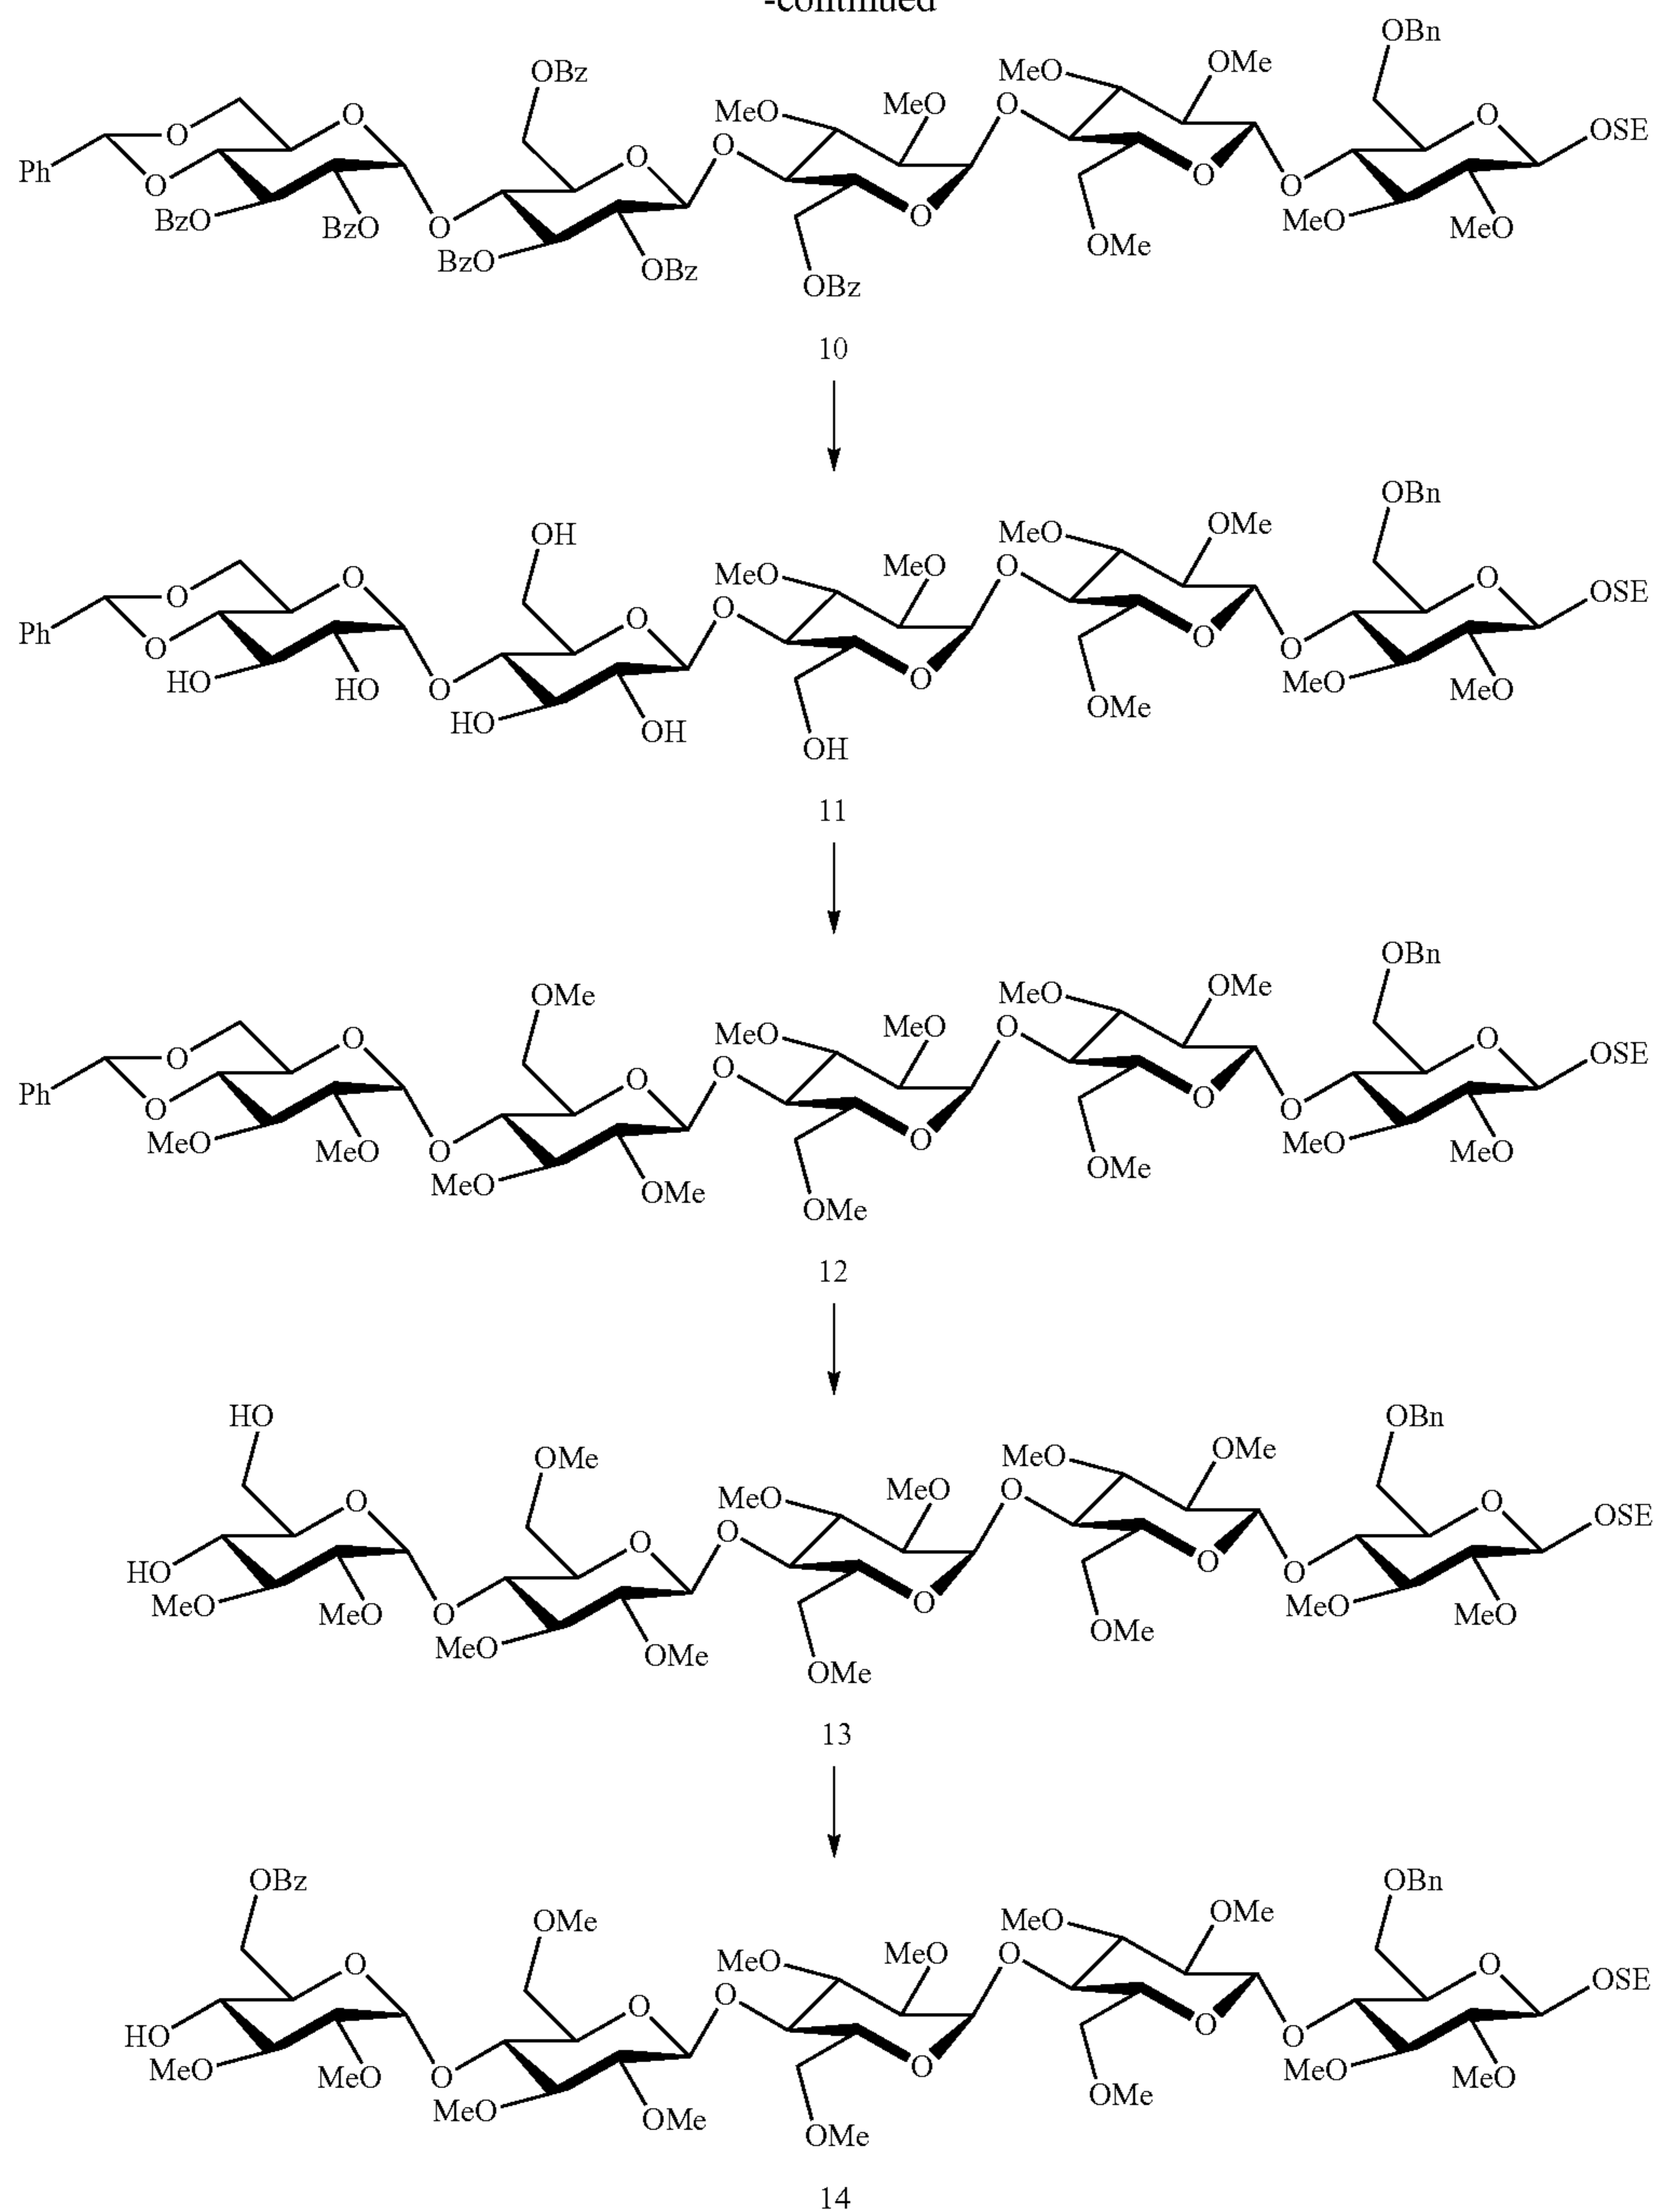 -continued
OBn
OBz MeO OMe
MeO MeO O O OSE
O O O O
Ph O O O
BzO BzO O MeO MeO
BzO OBz O OMe
OBz
10
OBn
OH MeO OMe
MeO MeO O O OSE
O O O O
Ph O O O
HO HO O MeO MeO
HO OH O OMe
OH
11
OBn
OMe MeO OMe
MeO MeO O O OSE
O O O O
Ph O O O
MeO MeO O MeO MeO
MeO OMe O OMe
OMe
12
HO OBn
OMe MeO OMe
MeO MeO O O OSE
O O O
HO O O
MeO MeO O MeO MeO
MeO OMe O OMe
OMe
13
OBz OBn
OMe MeO OMe
MeO MeO O O OSE
O O O
HO O O
MeO MeO O MeO MeO
MeO OMe O OMe
OMe
14